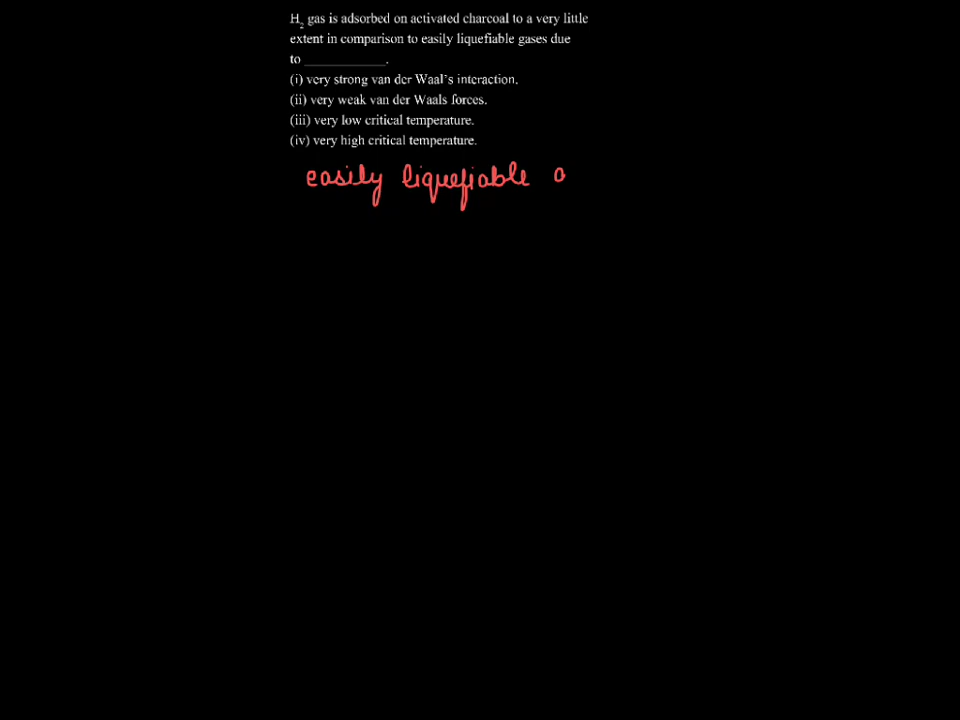 H₂ gas is adsorbed on activated charcoal to a very little
extent in comparison to easily liquefiable gases due
to ____________.
(i) very strong van der Waal's interaction.
(ii) very weak van der Waals forces.
(iii) very low critical temperature.
(iv) very high critical temperature.
easily liquefiable a